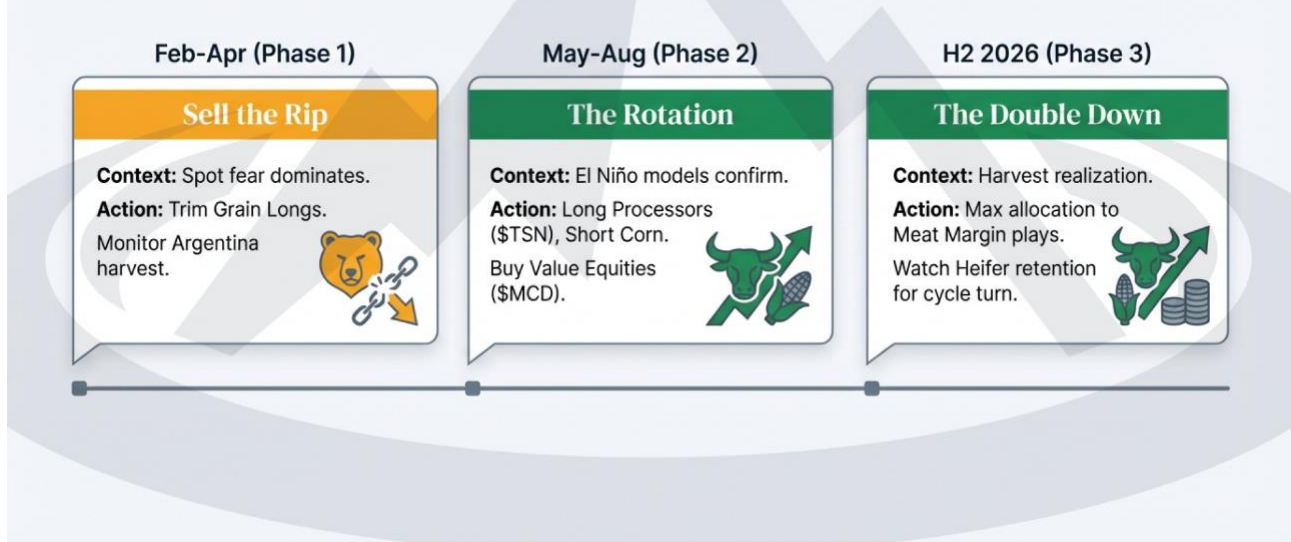 Feb-Apr (Phase 1)
Sell the Rip
Context: Spot fear dominates.
Action: Trim Grain Longs.
Monitor Argentina
harvest.
May-Aug (Phase 2)
The Rotation
Context: El Niño models confirm.
Action: Long Processors
($TSN), Short Corn.
Buy Value Equities
($MCD).
H2 2026 (Phase 3)
The Double Down
Context: Harvest realization.
Action: Max allocation to
Meat Margin plays.
Watch Heifer retention
for cycle turn.